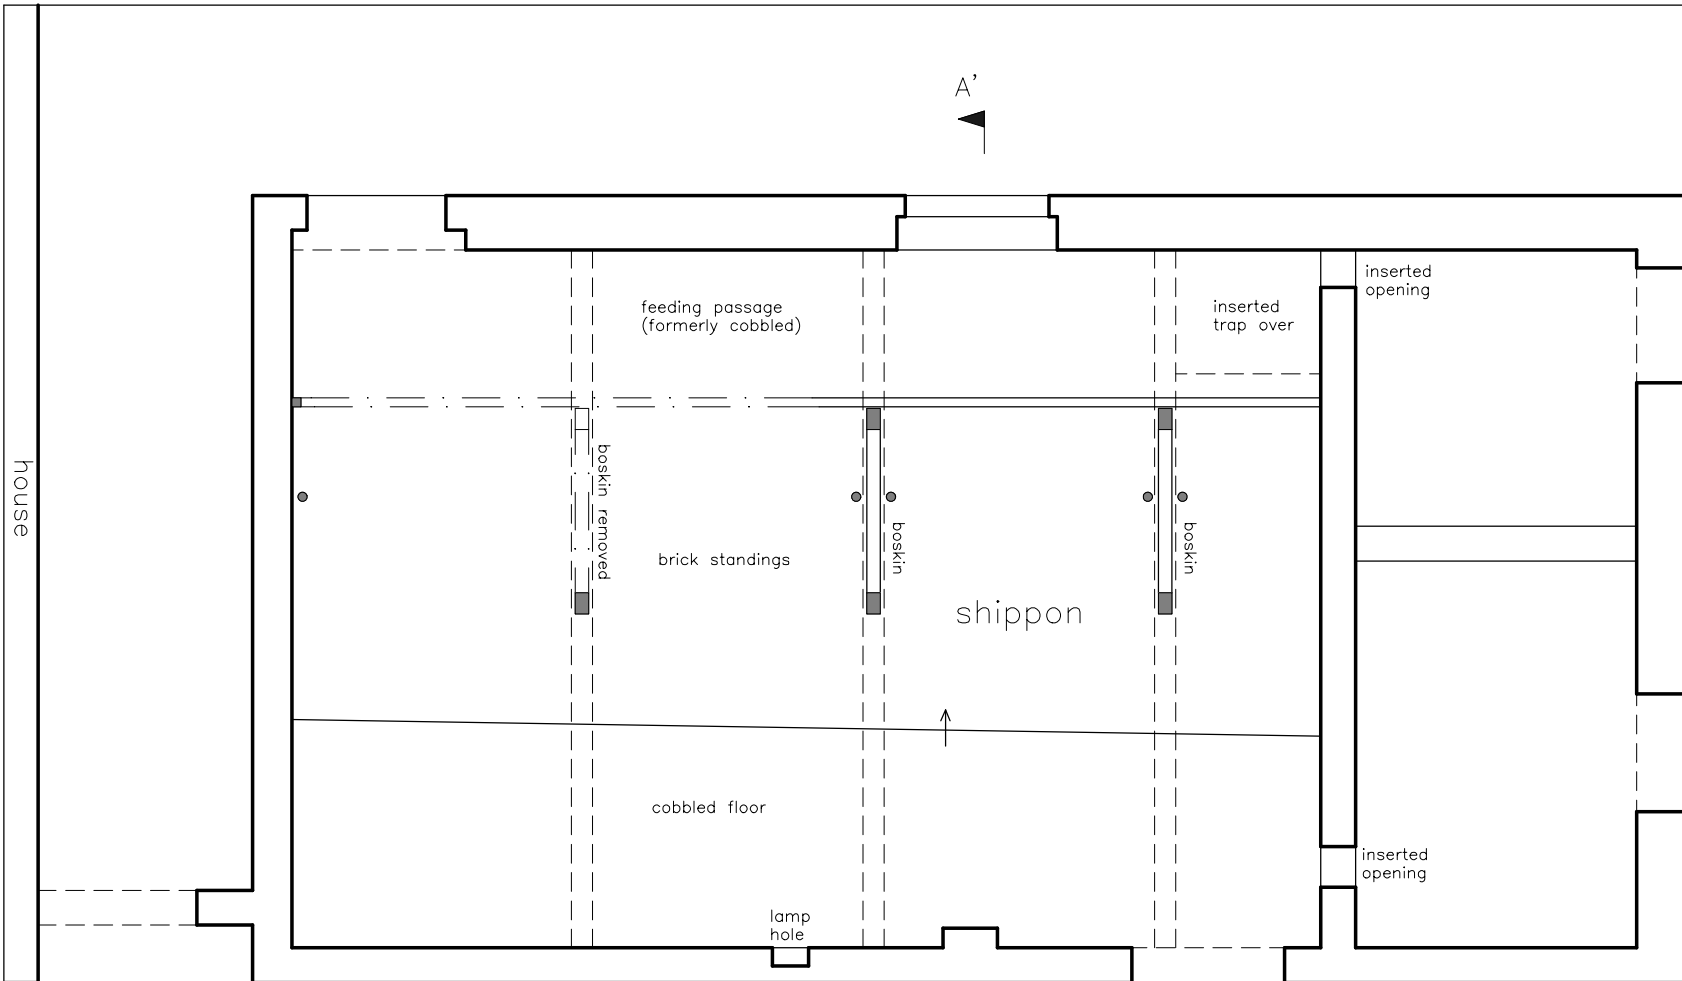 A'
inserted
opening
feeding passage
(formerly cobbled)
inserted
trap over
house
boskin removed
boskin
boskin
brick standings
shippon
cobbled floor
inserted
opening
lamp
hole